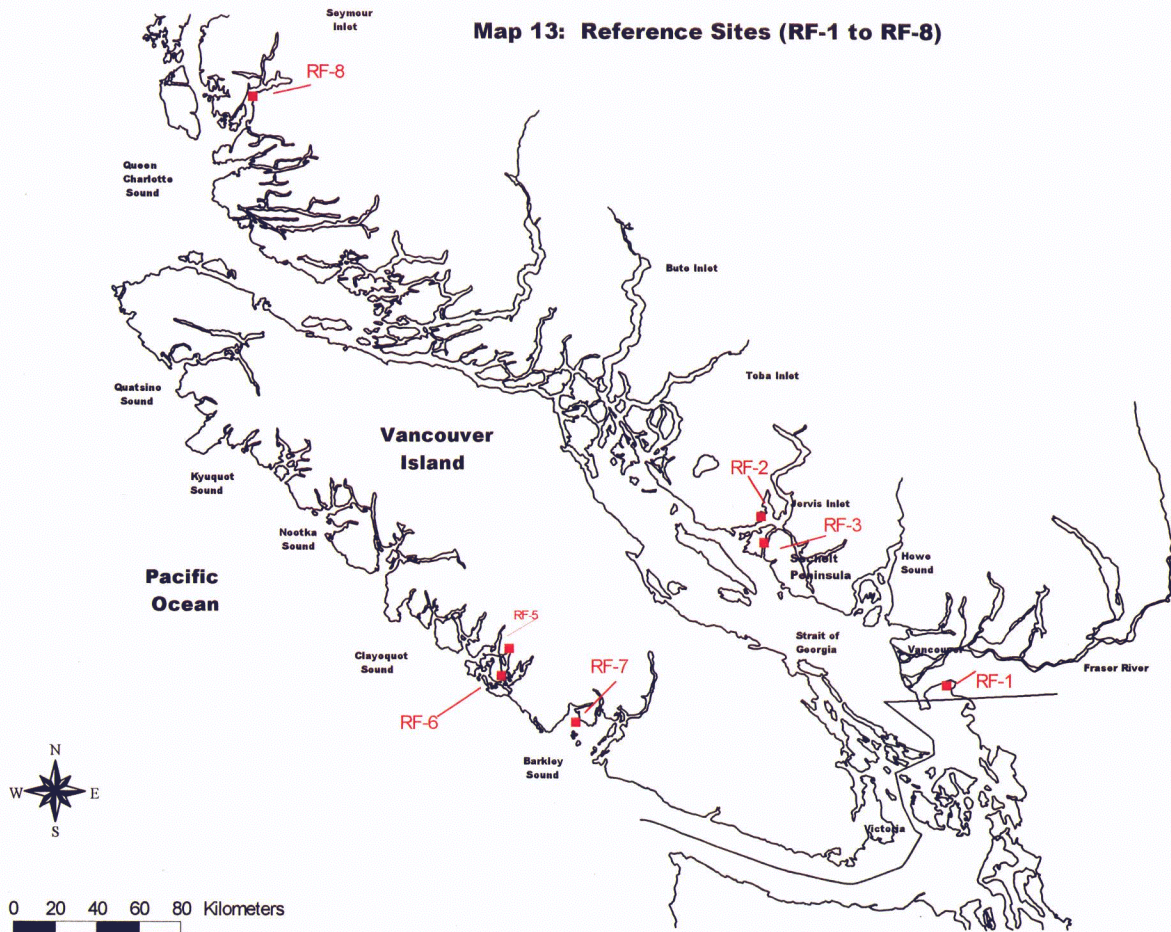 Map 13: Reference Sites (RF-1 to RF-8)
Seymour
Inlet
RF-8
Queen
Charlotte
Sound
Bute Inlet
Toba Inlet
Quatsino
Sound
Vancouver
Island
Kyuquot
Sound
RF-2
Jervis Inlet
RF-3
Nootka
Sound
Howe
Sound
Sechelt
Peninsula
Pacific
Ocean
RF-5
Strait of
Georgia
Vancouver
Clayoquot
Sound
Fraser River
RF-7
RF-1
RF-6
Barkley
Sound
N
W E
S
Victoria
0 20 40 60 80 Kilometers